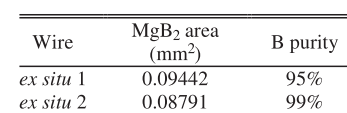 Wire MgB₂ area (mm²) B purity
ex situ 1 0.09442 95%
ex situ 2 0.08791 99%